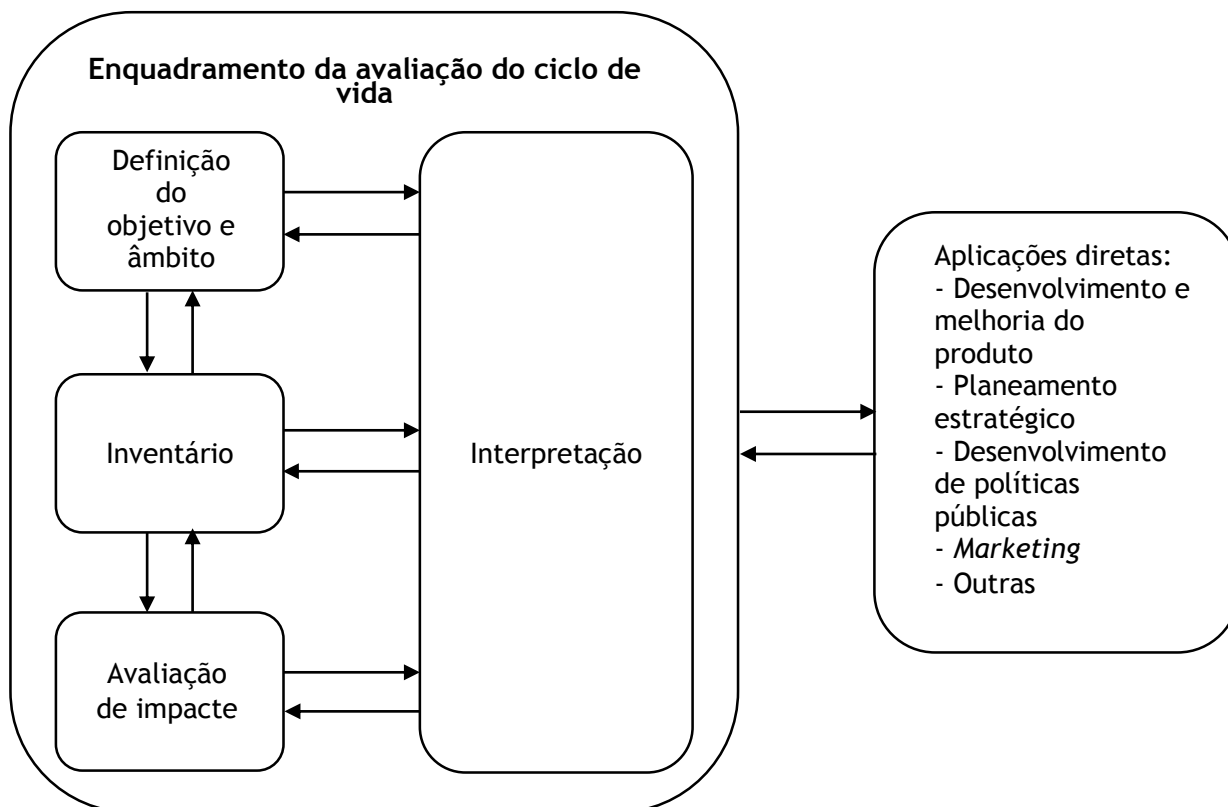 Enquadramento da avaliação do ciclo de
vida
Definição
do
objetivo e
âmbito
Inventário
Avaliação
de impacte
Interpretação
Aplicações diretas:
- Desenvolvimento e
melhoria do
produto
- Planeamento
estratégico
- Desenvolvimento
de políticas
públicas
- Marketing
- Outras